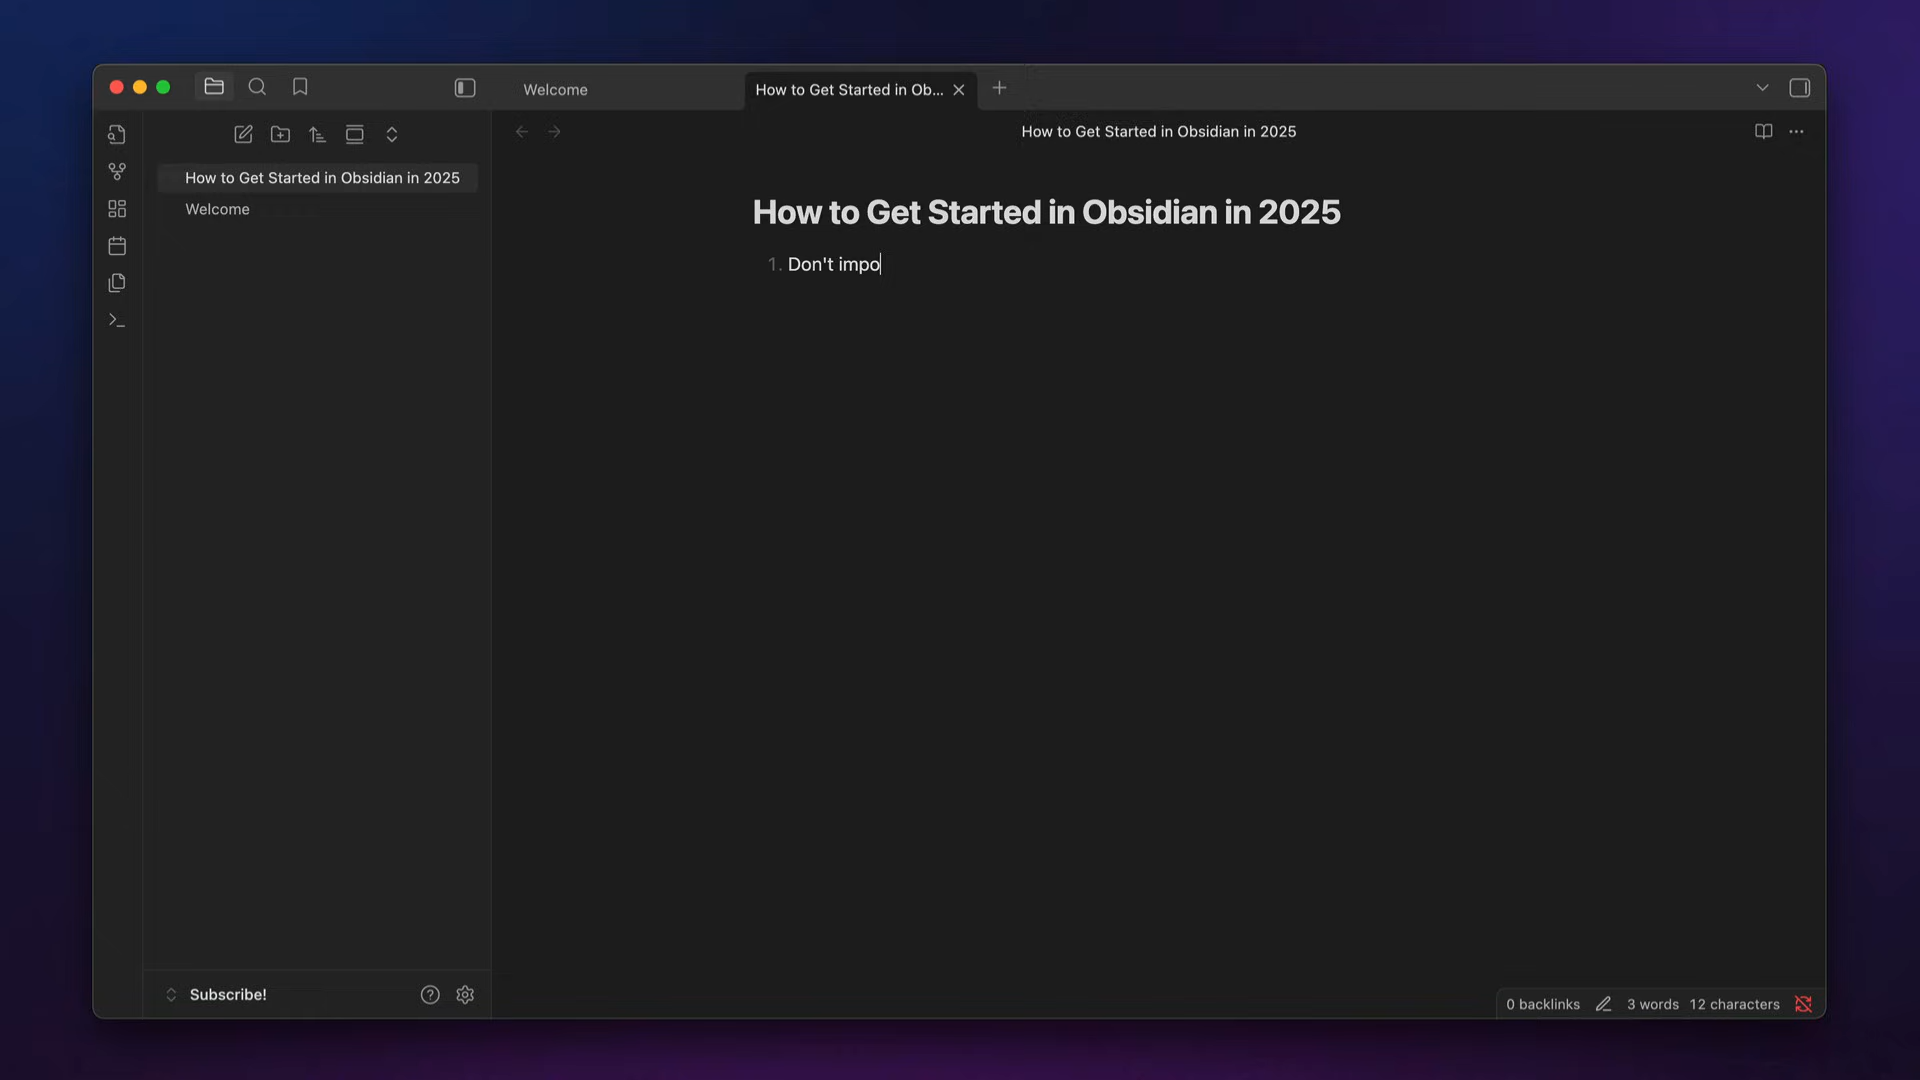 Welcome
How to Get Started in Ob...
How to Get Started in Obsidian in 2025
How to Get Started in Obsidian in 2025
Welcome
How to Get Started in Obsidian in 2025
1. Don't impo
Subscribe!
0 backlinks 3 words 12 characters